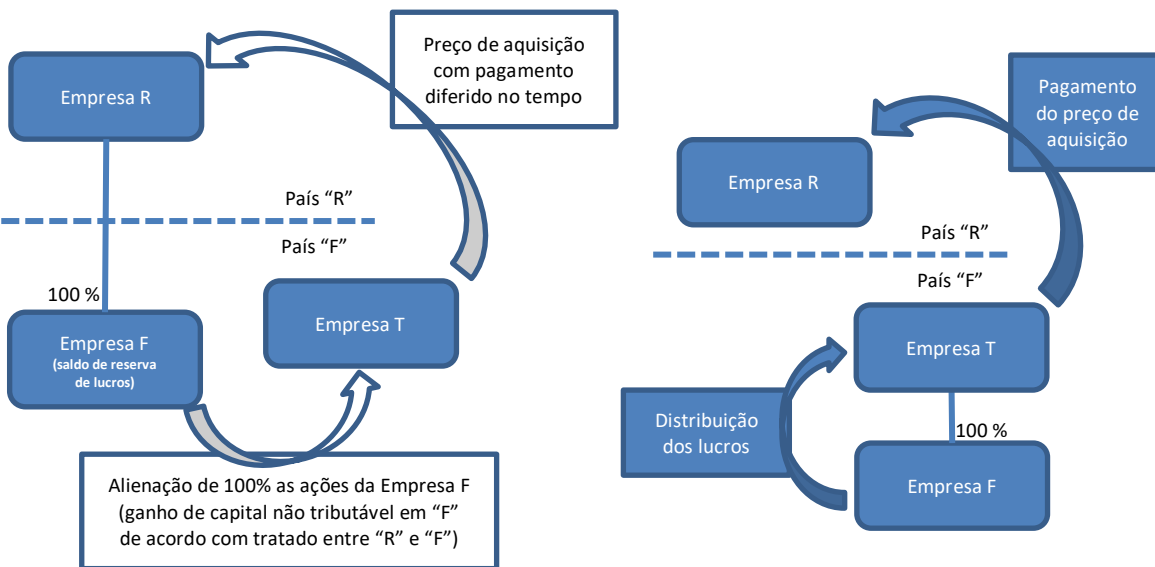 Preço de aquisição
com pagamento
diferido no tempo
Empresa R
País “R”
País “F”
100 %
Empresa F
(saldo de reserva
de lucros)
Empresa T
Alienação de 100% as ações da Empresa F
(ganho de capital não tributável em “F”
de acordo com tratado entre “R” e “F”)
Pagamento
do preço de
aquisição
Empresa R
País “R”
País “F”
Empresa T
Distribuição
dos lucros
100 %
Empresa F